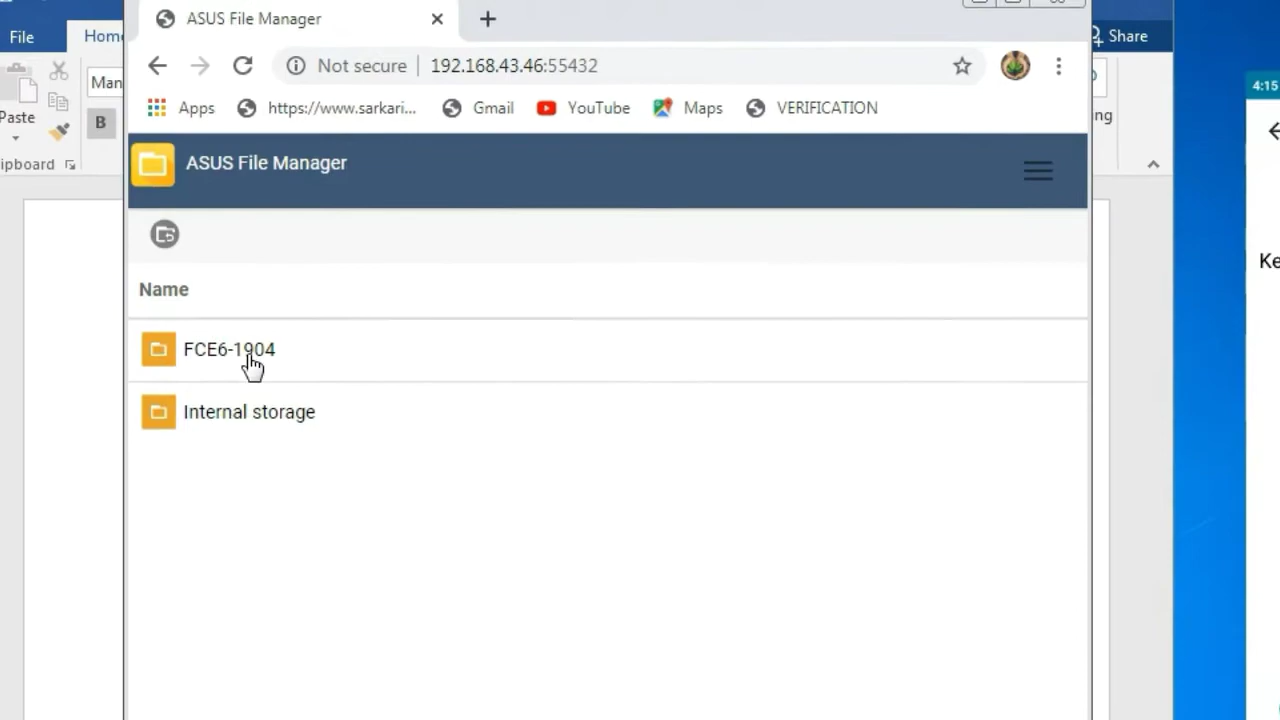 ASUS File Manager
File
Home
Share
Not secure
192.168.43.46:55432
4:15
Apps
https://www.sarkari...
Gmail
YouTube
Maps
VERIFICATION
Man
Paste
B
ng
ipboard
ASUS File Manager
Ke
Name
FCE6-1904
Internal storage